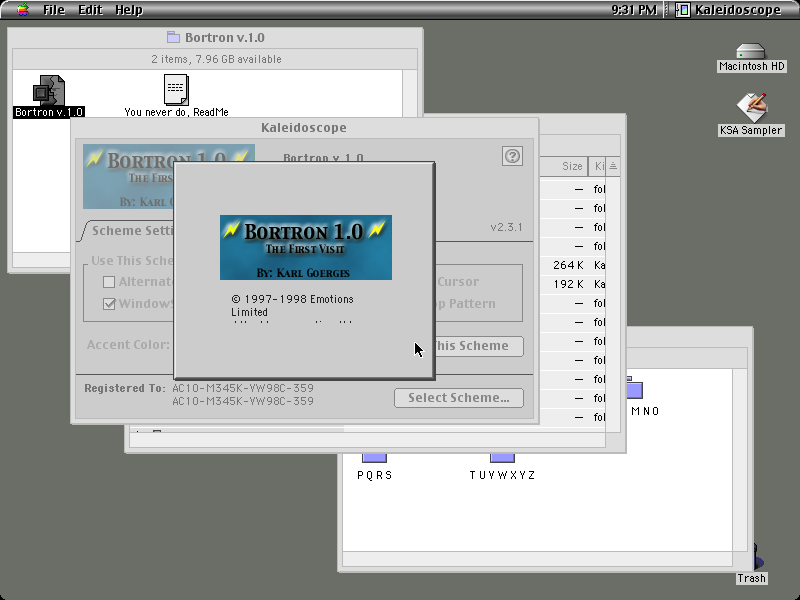 File Edit Help
9:31 PM
Kaleidoscope
Bortron v.1.0
2 items, 7.96 GB available
Bortron v.1.0
You never do, ReadMe
Macintosh HD
KSA Sampler
Kaleidoscope
BORTRON 1.0
THE FIRS
BY: KARL
Bortron v.1.0
v2.3.1
Scheme Setti
Use This Sche
Alternat
Window
Cursor
p Pattern
Accent Color:
This Scheme
Registered To: AC10-M345K-YW98C-359
AC10-M345K-YW98C-359
Select Scheme...
BORTRON 1.0
THE FIRST VISIT
BY: KARL GOERGES
© 1997-1998 Emotions
Limited
Size Ki
— fol
— fol
— fol
— fol
264 K Ka
192 K Ka
— fol
— fol
— fol
— fol
— fol
— fol
— fol
M N O
P Q R S
T U V W X Y Z
Trash